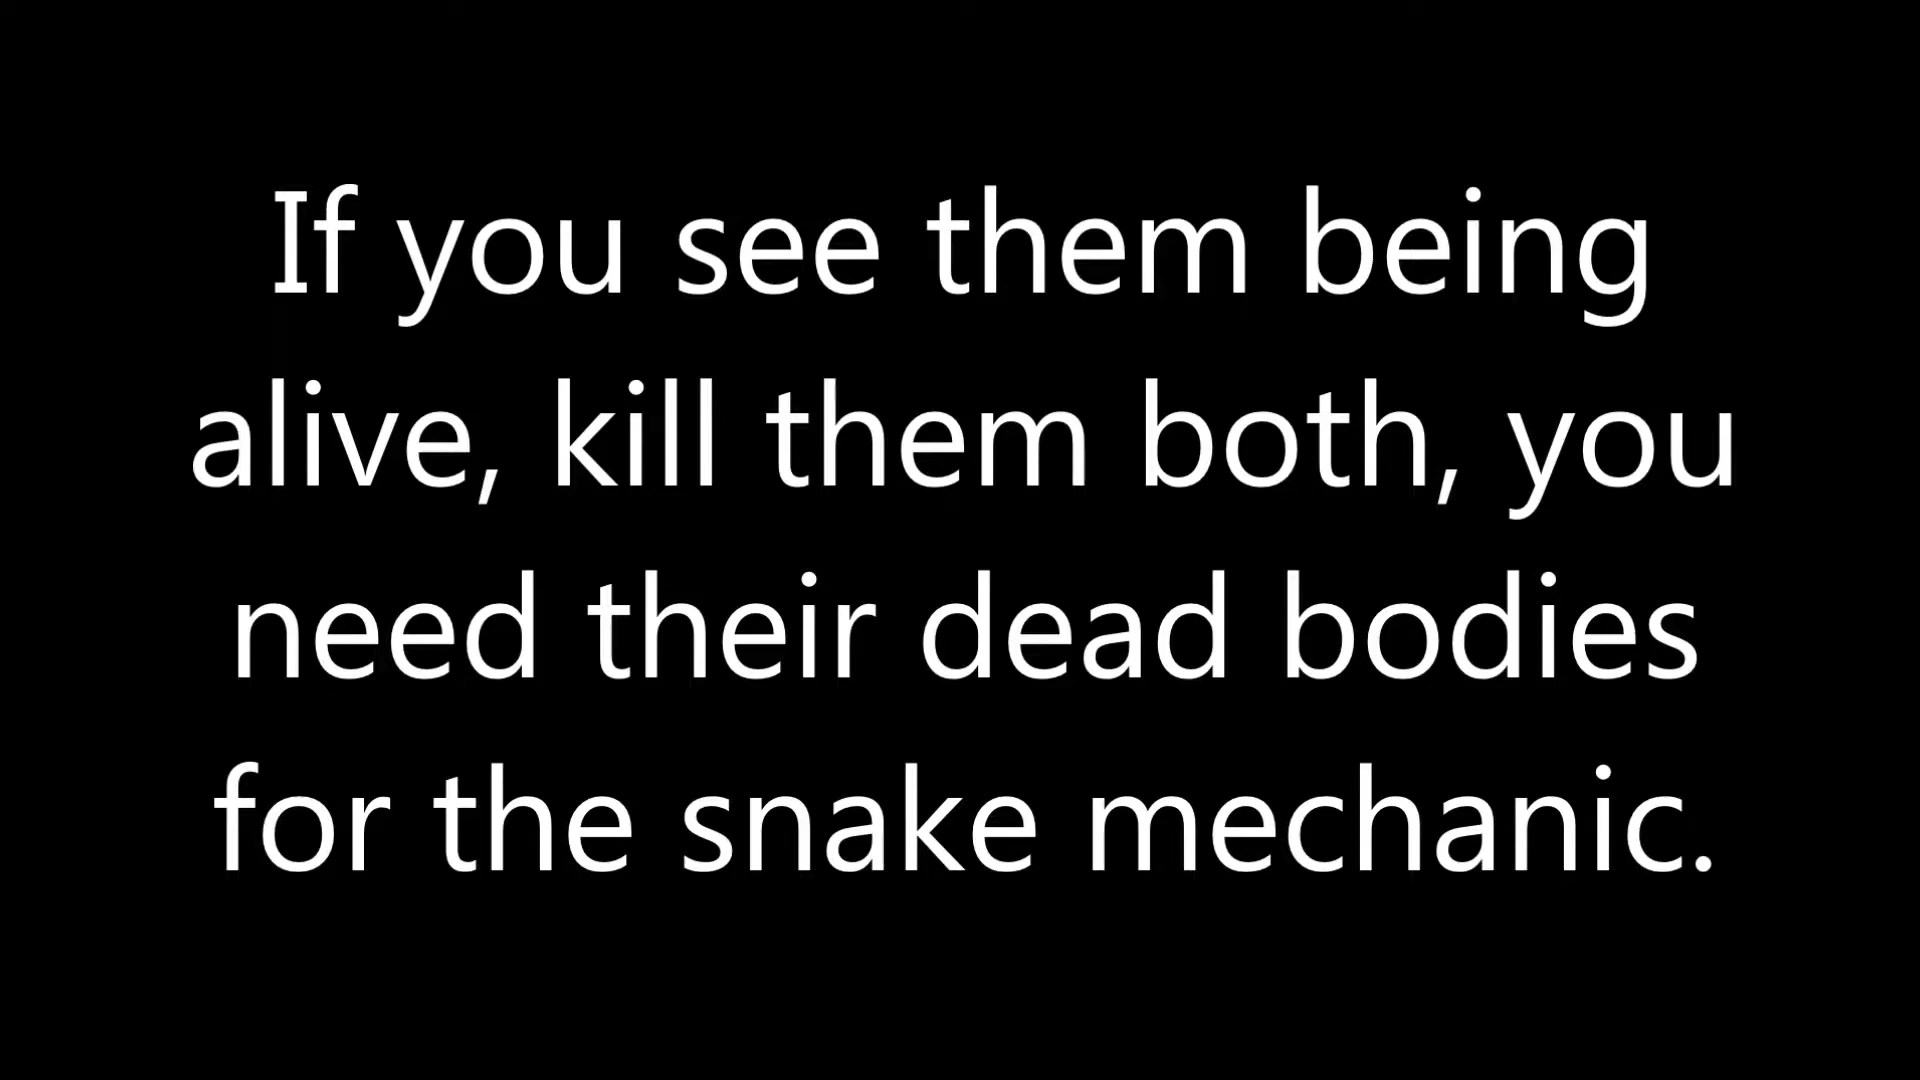 If you see them being
alive, kill them both, you
need their dead bodies
for the snake mechanic.